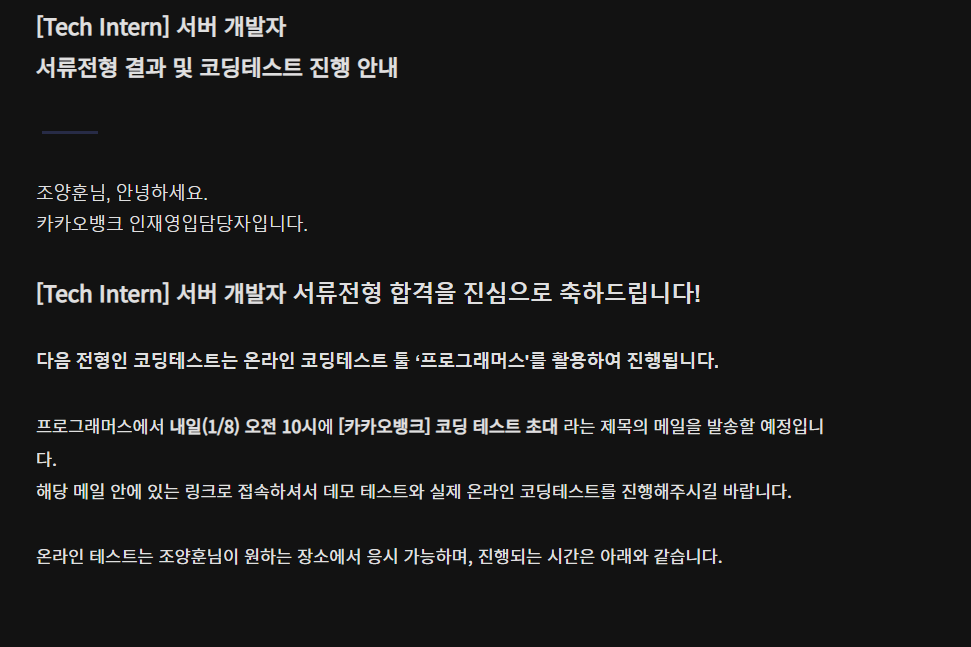 [Tech Intern] 서버 개발자
서류전형 결과 및 코딩테스트 진행 안내
조양훈님, 안녕하세요.
카카오뱅크 인재영입담당자입니다.
[Tech Intern] 서버 개발자 서류전형 합격을 진심으로 축하드립니다!
다음 전형인 코딩테스트는 온라인 코딩테스트 툴 ‘프로그래머스'를 활용하여 진행됩니다.
프로그래머스에서 내일(1/8) 오전 10시에 [카카오뱅크] 코딩 테스트 초대 라는 제목의 메일을 발송할 예정입니
다.
해당 메일 안에 있는 링크로 접속하셔서 데모 테스트와 실제 온라인 코딩테스트를 진행해주시길 바랍니다.
온라인 테스트는 조양훈님이 원하는 장소에서 응시 가능하며, 진행되는 시간은 아래와 같습니다.